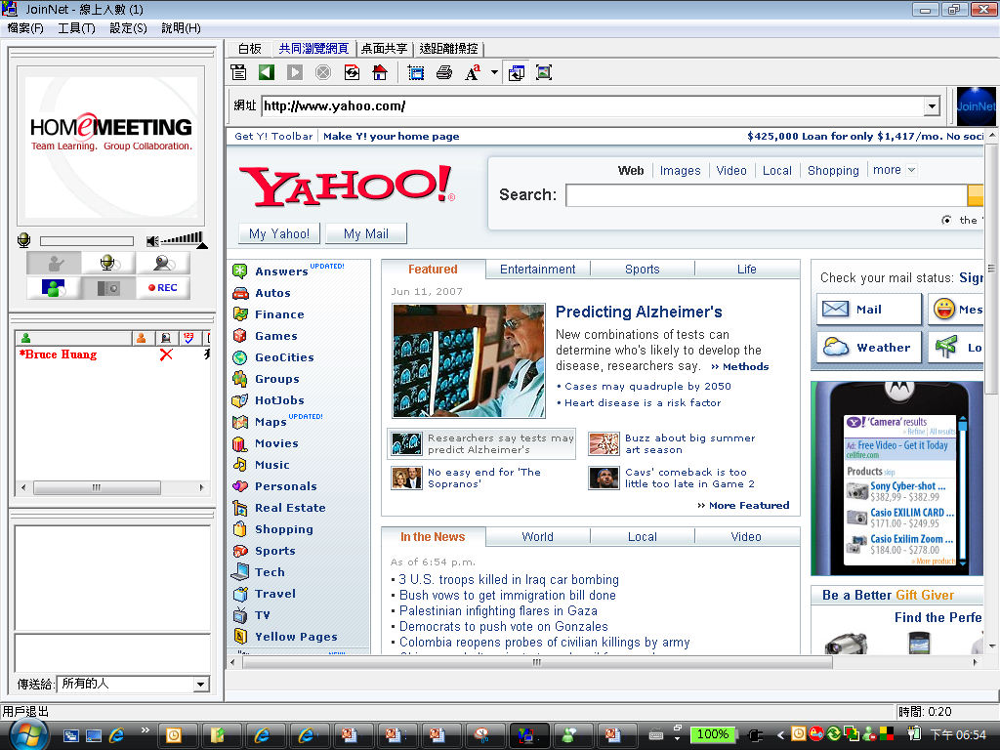 JoinNet - 線上人數 (1)
檔案(F) 工具(T) 設定(S) 說明(H)
HOMeMEETING
Team Learning. Group Collaboration.
REC
*Bruce Huang
傳送給: 所有的人
白板 共同瀏覽網頁 桌面共享 遠距離操控
網址 http://www.yahoo.com/
JoinNet
Get Y! Toolbar Make Y! your home page
$425,000 Loan for only $1,417/mo. No soci
YAHOO!
My Yahoo! My Mail
Web Images Video Local Shopping more
Search:
the
Answers UPDATED!
Autos
Finance
Games
GeoCities
Groups
HotJobs
Maps UPDATED!
Movies
Music
Personals
Real Estate
Shopping
Sports
Tech
Travel
TV
Yellow Pages
Featured Entertainment Sports Life
Jun 11, 2007
Predicting Alzheimer's
New combinations of tests can
determine who's likely to develop the
disease, researchers say. ›› Methods
• Cases may quadruple by 2050
• Heart disease is a risk factor
Researchers say tests may
predict Alzheimer's
Buzz about big summer
art season
No easy end for 'The
Sopranos'
Cavs' comeback is too
little too late in Game 2
›› More Featured
In the News World Local Video
As of 6:54 p.m.
• 3 U.S. troops killed in Iraq car bombing
• Bush vows to get immigration bill done
• Palestinian infighting flares in Gaza
• Democrats to push vote on Gonzales
• Colombia reopens probes of civilian killings by army
Check your mail status: Sign
Mail Mes
Weather Lo
Y! 'Camera' results
» Refine | All results
Ad: Free Video - Get it Today
cellfire.com
Products skip
Sony Cyber-shot ...
$382.99 - $382.99
Casio EXILIM CARD ...
$171.00 - $249.95
Casio Exilim Zoom ...
$184.00 - $278.00
» More products
Be a Better Gift Giver
Find the Perfe
用戶退出
時間: 0:20
100%
下午 06:54